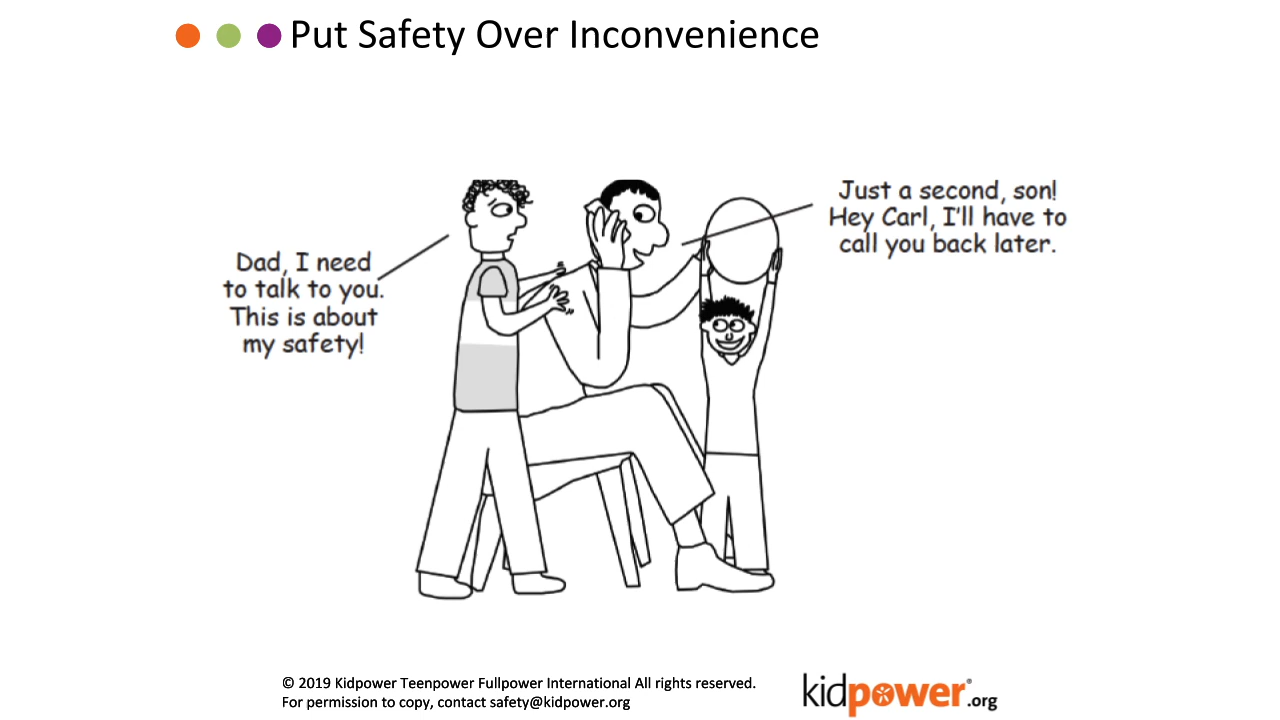 Put Safety Over Inconvenience
Just a second, son!
Hey Carl, I'll have to
call you back later.
Dad, I need
to talk to you.
This is about
my safety!
© 2019 Kidpower Teenpower Fullpower International All rights reserved.
For permission to copy, contact safety@kidpower.org
kidpower®.org